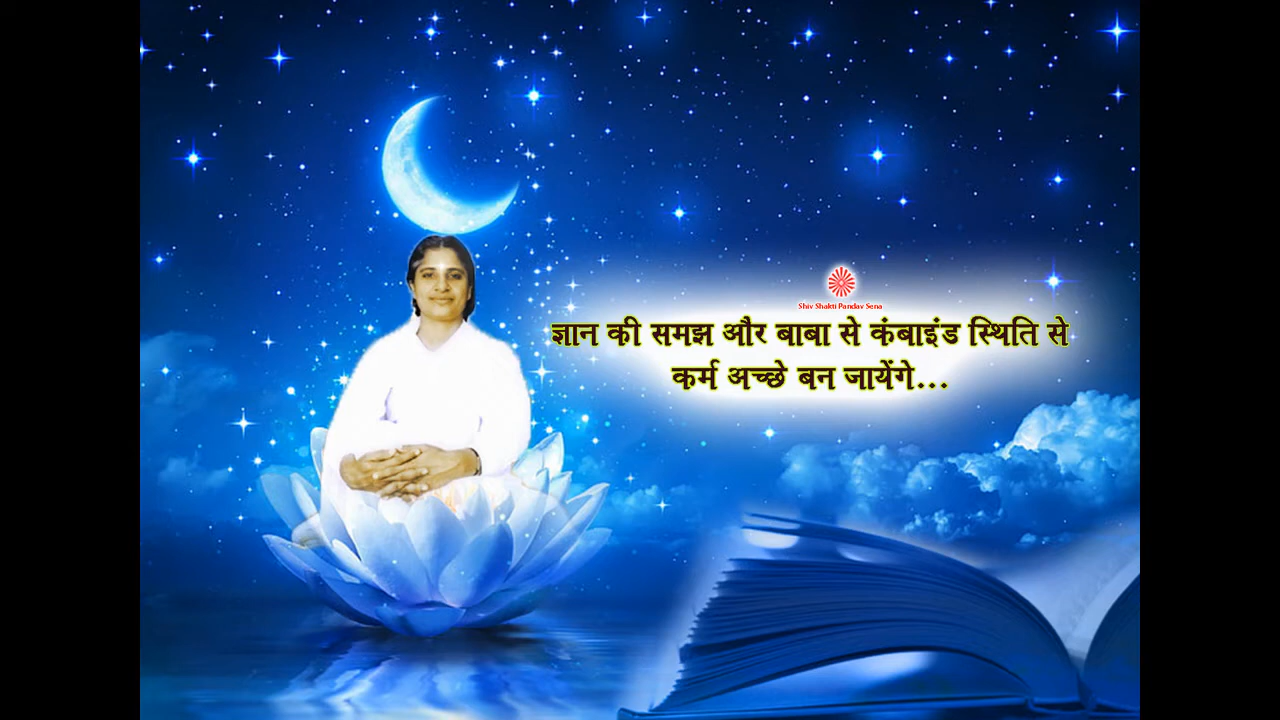 Shiv Shakti Pandav Sena
ज्ञान की समझ और बाबा से कंबाइंड स्थिति से
कर्म अच्छे बन जायेंगे...